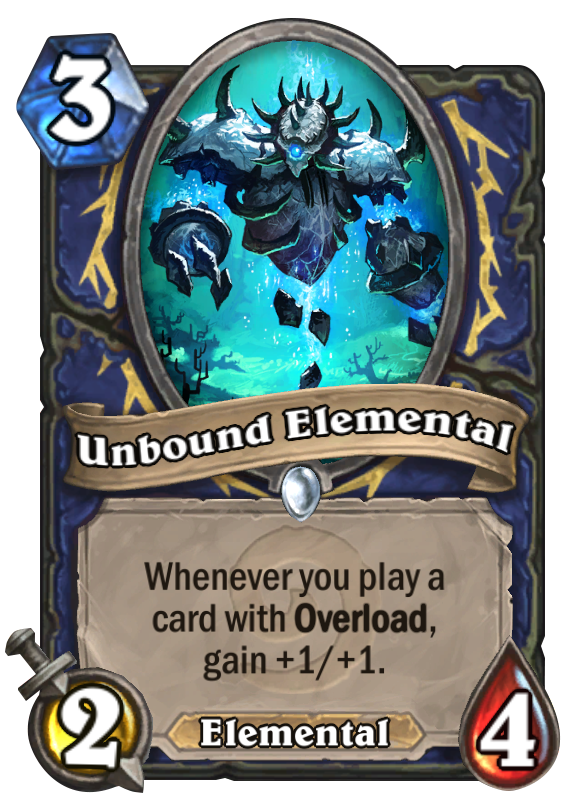 3
Unbound Elemental
Whenever you play a
card with Overload,
gain +1/+1.
2
Elemental
4